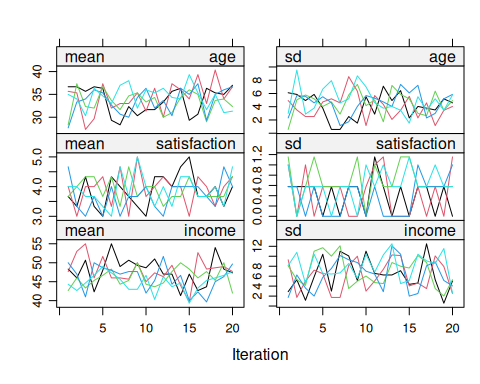 mean age
sd age
40
35
30
8
6
4
2
mean satisfaction
sd satisfaction
5.0
4.0
3.0
1.2
0.8
0.4
0.0
mean income
sd income
55
50
45
40
12
8
6
4
2
5 10 15 20
5 10 15 20
Iteration